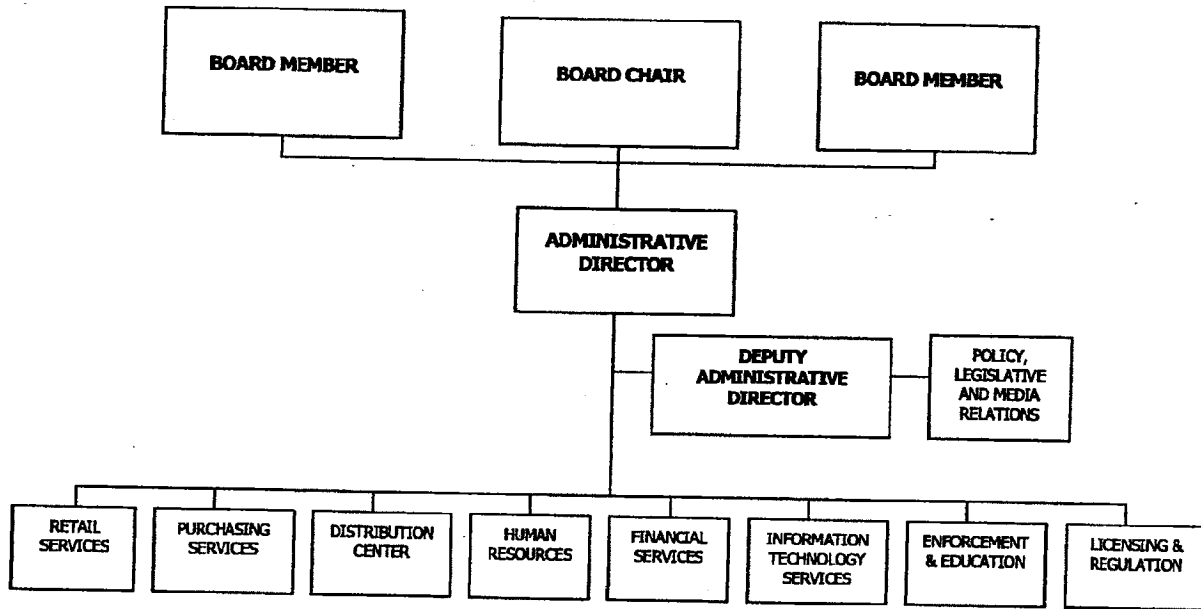 BOARD MEMBER
BOARD CHAIR
BOARD MEMBER
ADMINISTRATIVE
DIRECTOR
DEPUTY
ADMINISTRATIVE
DIRECTOR
POLICY,
LEGISLATIVE
AND MEDIA
RELATIONS
RETAIL
SERVICES
PURCHASING
SERVICES
DISTRIBUTION
CENTER
HUMAN
RESOURCES
FINANCIAL
SERVICES
INFORMATION
TECHNOLOGY
SERVICES
ENFORCEMENT
& EDUCATION
LICENSING &
REGULATION